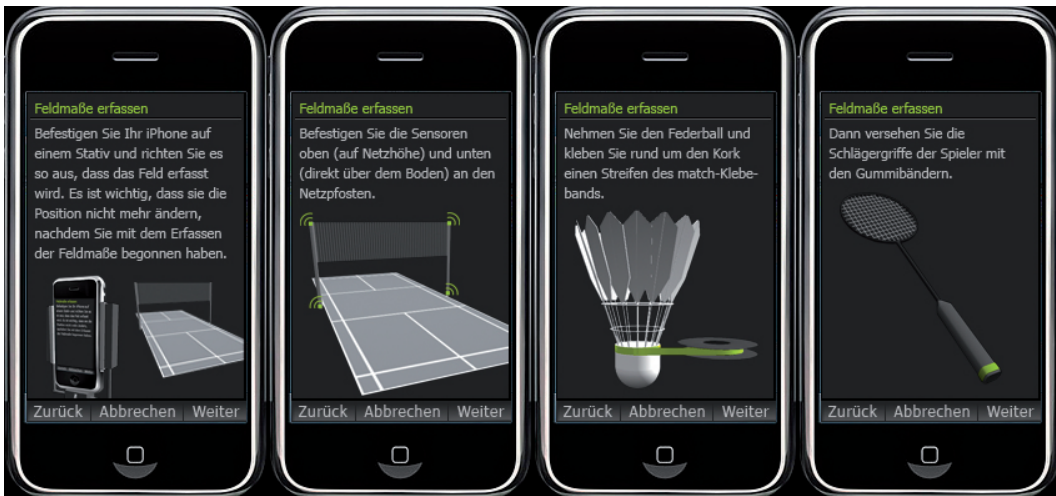 Feldmaße erfassen
Befestigen Sie Ihr iPhone auf
einem Stativ und richten Sie es
so aus, dass das Feld erfasst
wird. Es ist wichtig, dass sie die
Position nicht mehr ändern,
nachdem Sie mit dem Erfassen
der Feldmaße begonnen haben.
Zurück Abbrechen Weiter
Feldmaße erfassen
Befestigen Sie die Sensoren
oben (auf Netzhöhe) und unten
(direkt über dem Boden) an den
Netzpfosten.
Zurück Abbrechen Weiter
Feldmaße erfassen
Nehmen Sie den Federball und
kleben Sie rund um den Kork
einen Streifen des match-Klebe-
bands.
Zurück Abbrechen Weiter
Feldmaße erfassen
Dann versehen Sie die
Schlägergriffe der Spieler mit
den Gummibändern.
Zurück Abbrechen Weiter